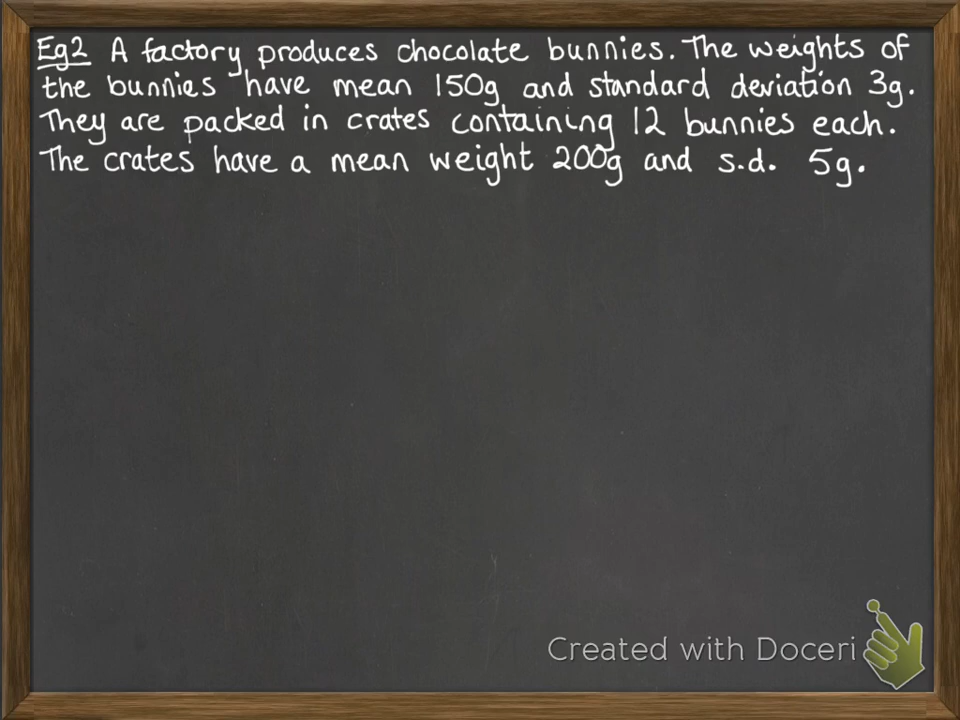 Eg2 A factory produces chocolate bunnies. The weights of
the bunnies have mean 150g and standard deviation 3g.
They are packed in crates containing 12 bunnies each.
The crates have a mean weight 200g and s.d. 5g.
Created with Doceri